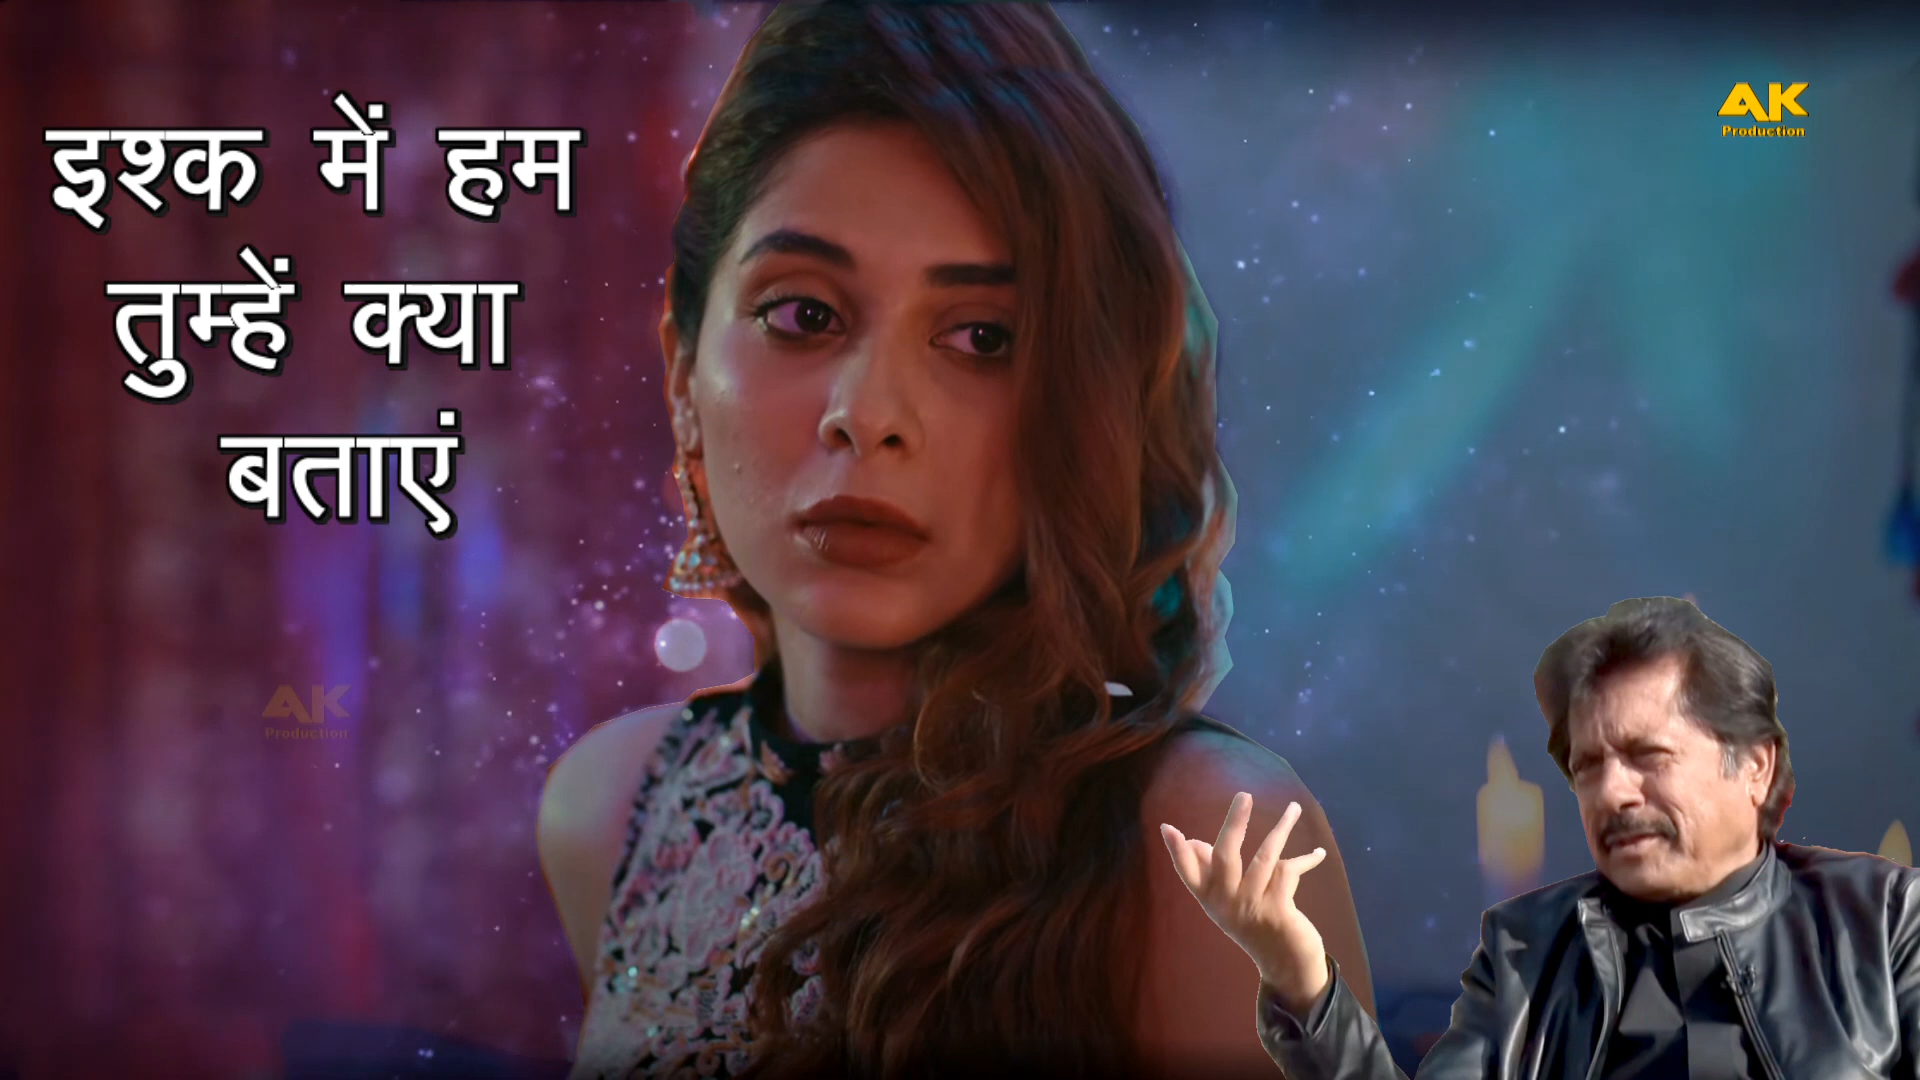 इश्क में हम
तुम्हें क्या
बताएं
AK
Production
AK
Production